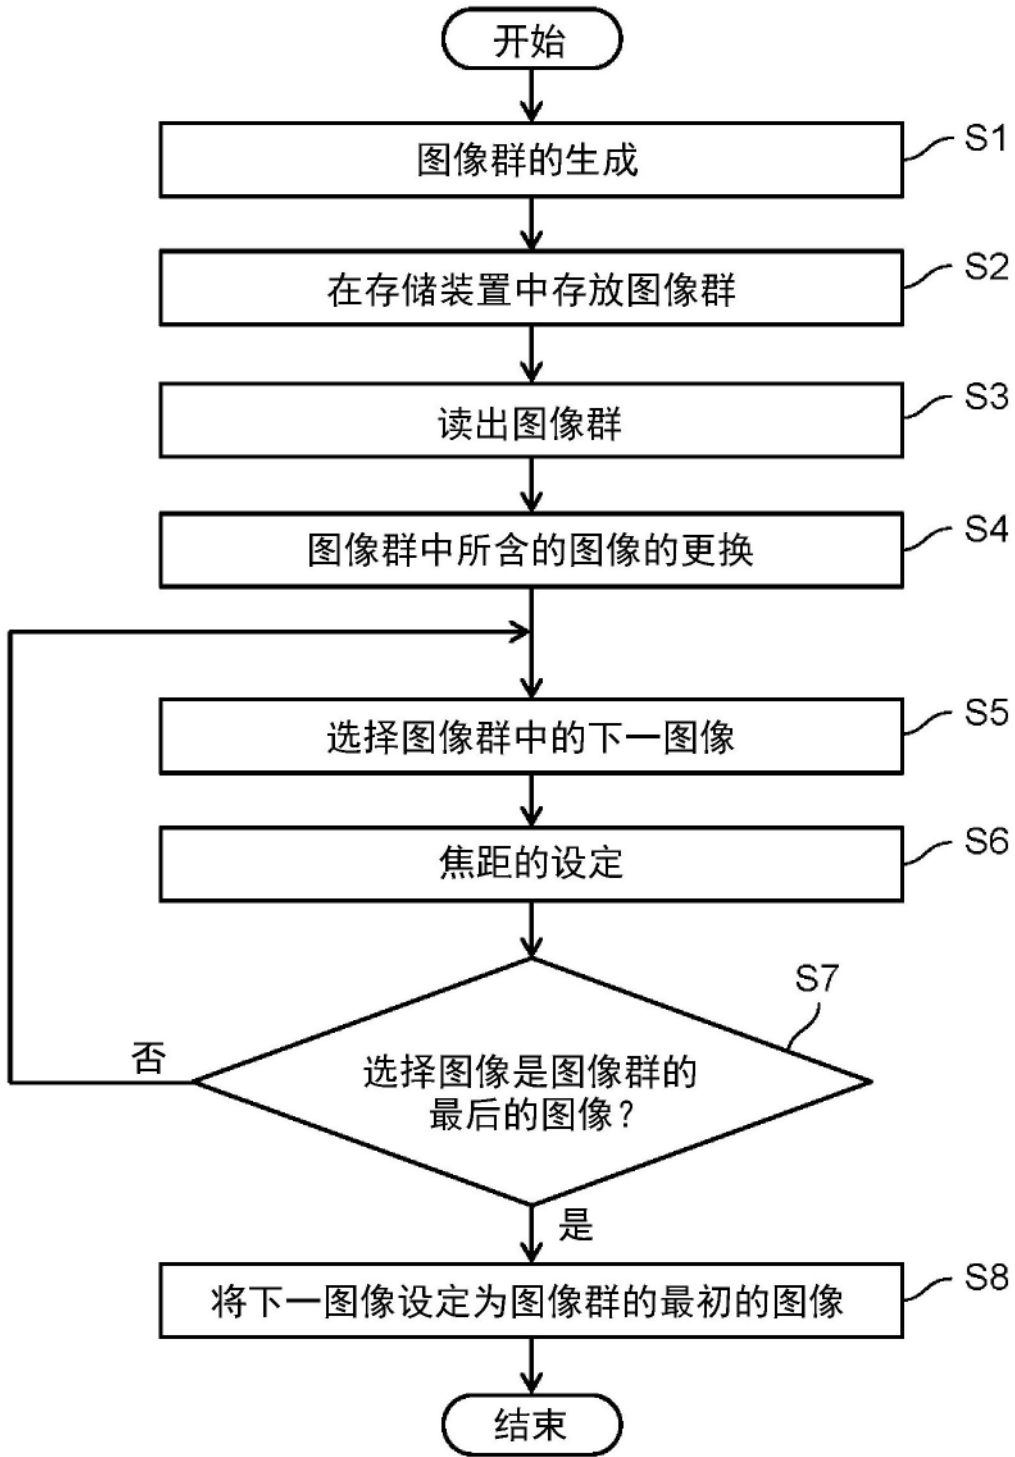 开始
图像群的生成
S1
在存储装置中存放图像群
S2
读出图像群
S3
图像群中所含的图像的更换
S4
选择图像群中的下一图像
S5
焦距的设定
S6
S7
选择图像是图像群的
最后的图像？
否
是
将下一图像设定为图像群的最初的图像
S8
结束